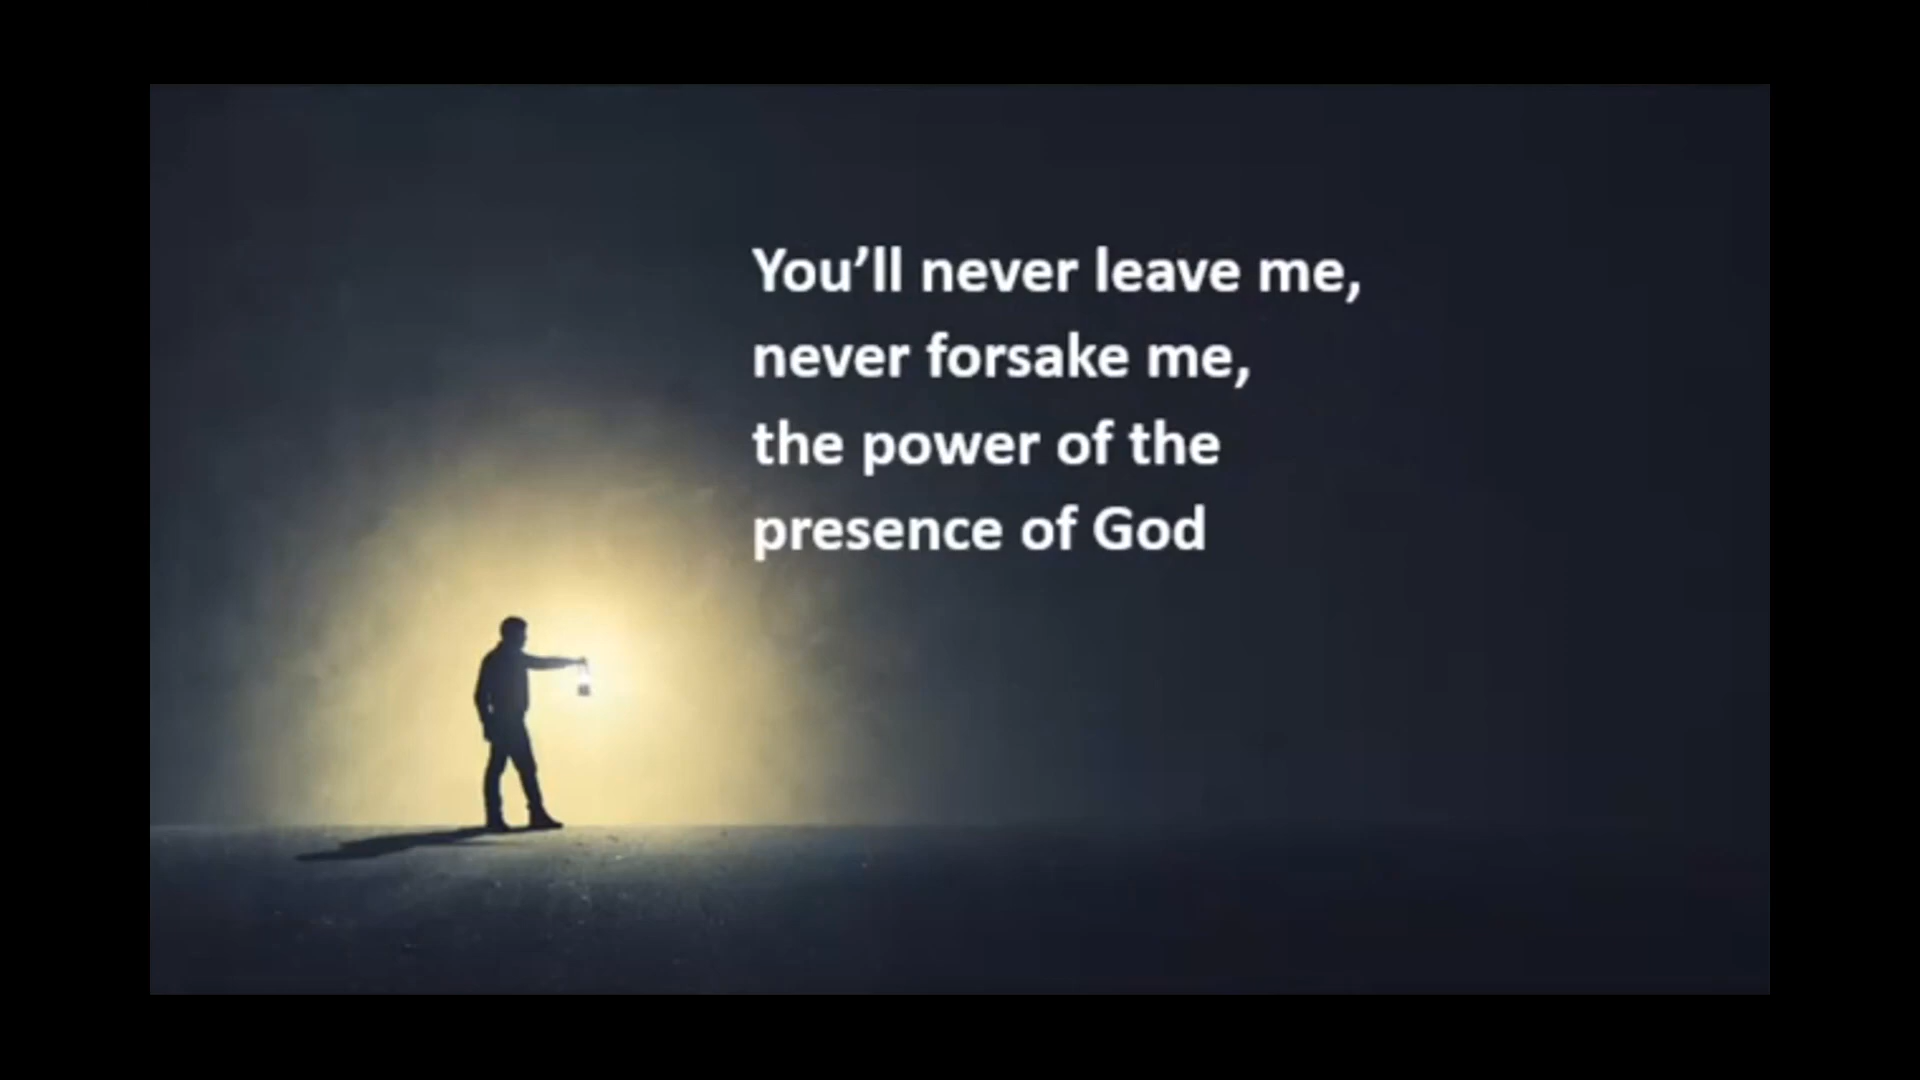 You’ll never leave me,
never forsake me,
the power of the
presence of God